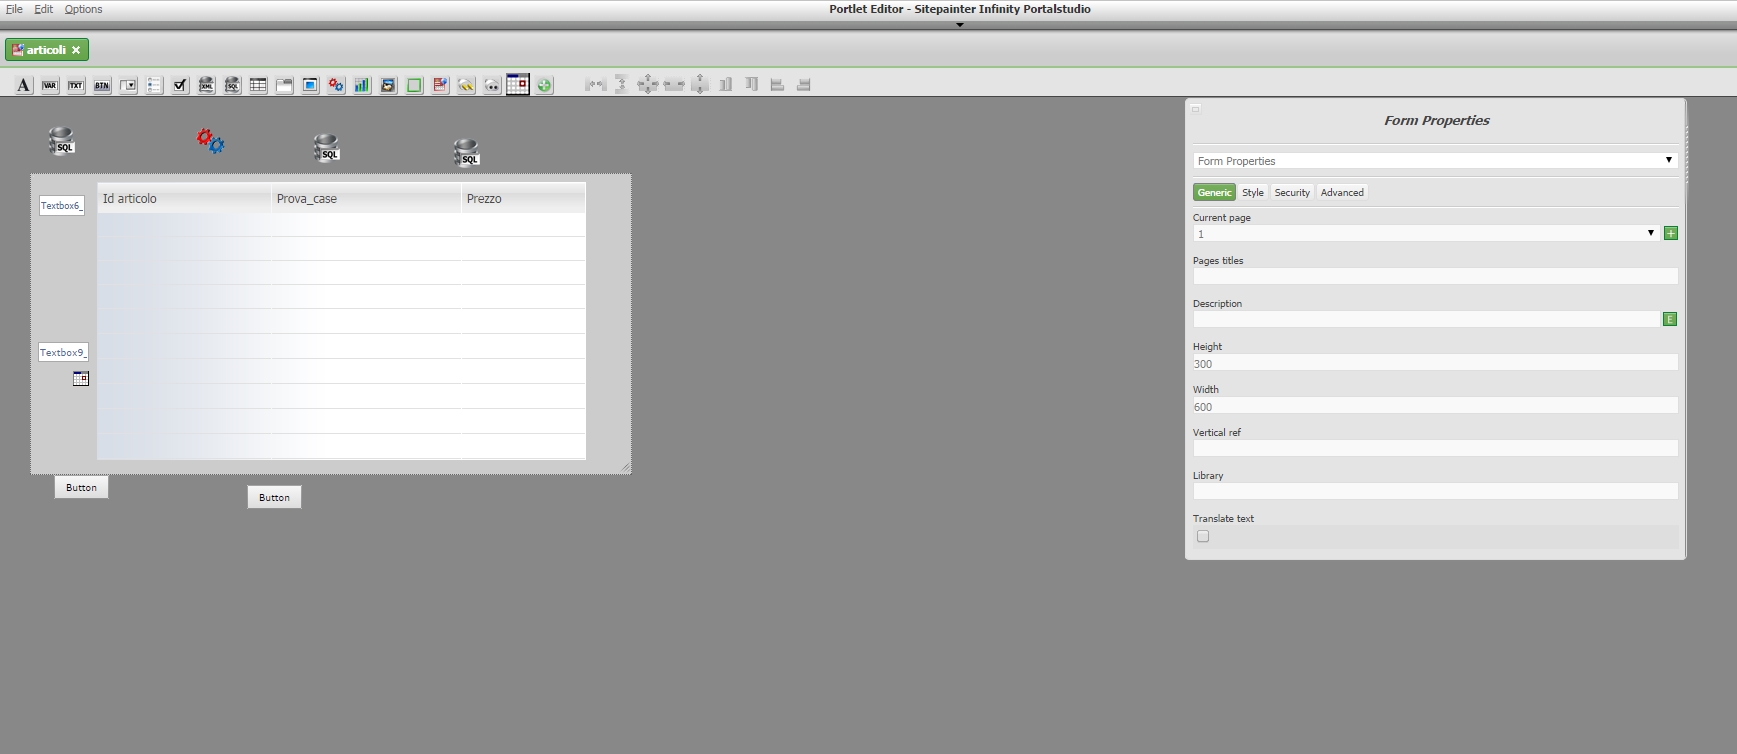 File Edit Options
Portlet Editor - Sitepainter Infinity Portalstudio
articoli
A VAR TXT BTN XML SQL
SQL SQL SQL
Id articolo Prova_case Prezzo
Textbox6_
Textbox9_
Button
Button
Form Properties
Form Properties
Generic Style Security Advanced
Current page
1
Pages titles
Description
E
Height
300
Width
600
Vertical ref
Library
Translate text